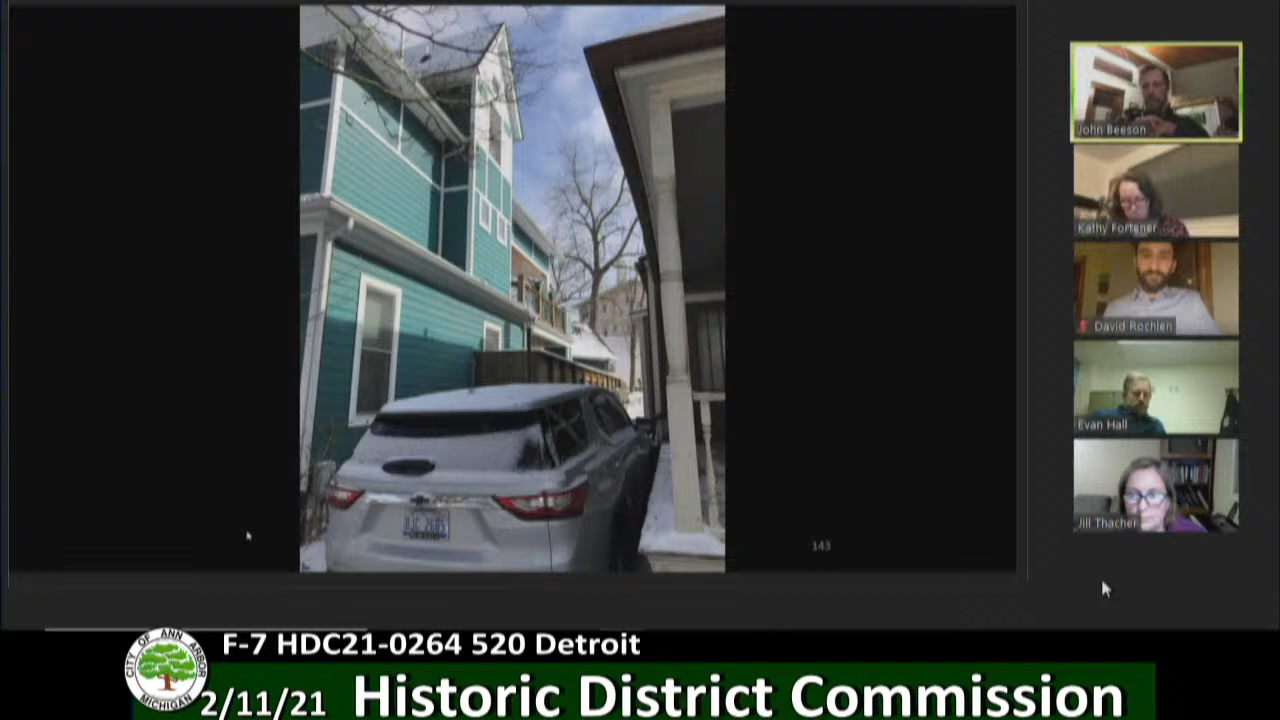 John Beeson
Kathy Fortener
David Rochlen
Evan Hall
Jill Thacher
143
F-7 HDC21-0264 520 Detroit
CITY OF ANN ARBOR
MICHIGAN
2/11/21 Historic District Commission